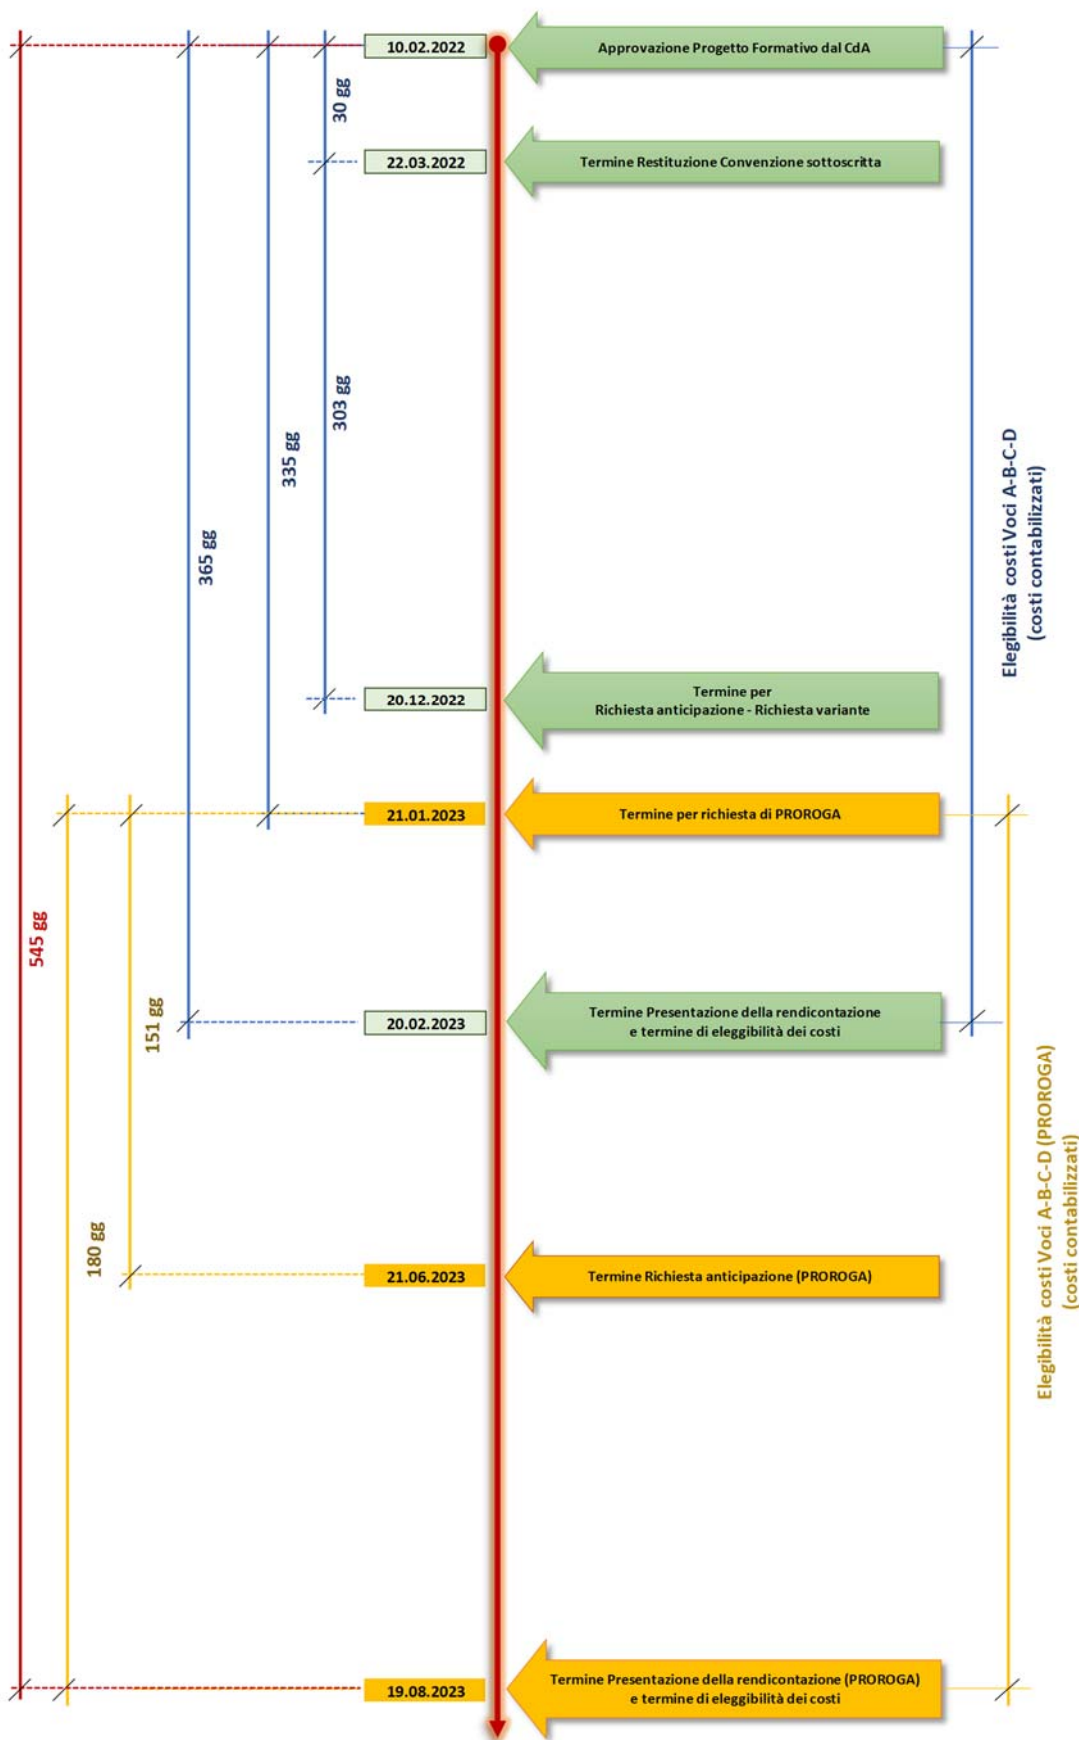 10.02.2022
Approvazione Progetto Formativo dal CdA
30 gg
22.03.2022
Termine Restituzione Convenzione sottoscritta
303 gg
335 gg
365 gg
Elegibilità costi Voci A-B-C-D
(costi contabilizzati)
20.12.2022
Termine per
Richiesta anticipazione - Richiesta variante
21.01.2023
Termine per richiesta di PROROGA
545 gg
151 gg
20.02.2023
Termine Presentazione della rendicontazione
e termine di eleggibilità dei costi
180 gg
21.06.2023
Termine Richiesta anticipazione (PROROGA)
Elegibilità costi Voci A-B-C-D (PROROGA)
(costi contabilizzati)
19.08.2023
Termine Presentazione della rendicontazione (PROROGA)
e termine di eleggibilità dei costi